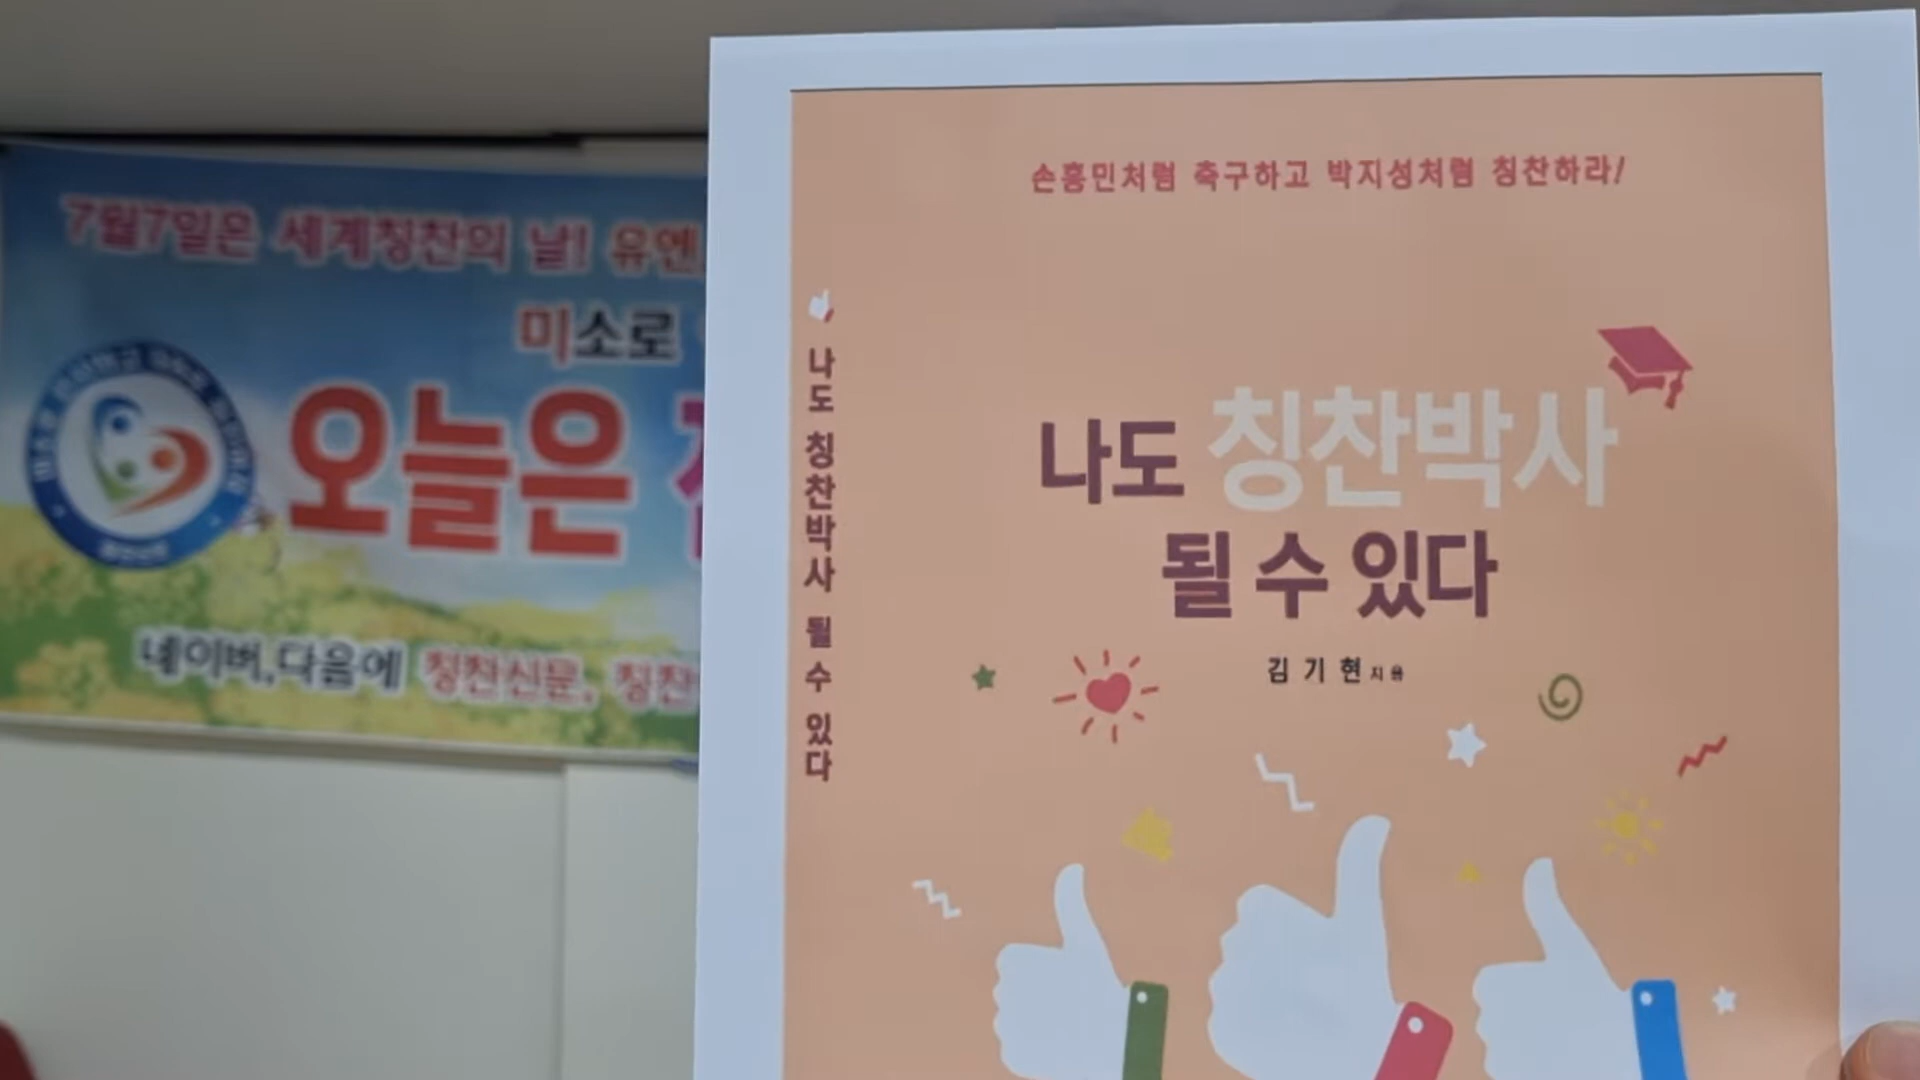 7월7일은 세계칭찬의 날! 유엔
미소로
오늘은
네이버,다음에 칭찬신문, 칭찬
손흥민처럼 축구하고 박지성처럼 칭찬하라!
나도 칭찬박사
될 수 있다
김기현 지음
나도 칭찬박사 될 수 있다